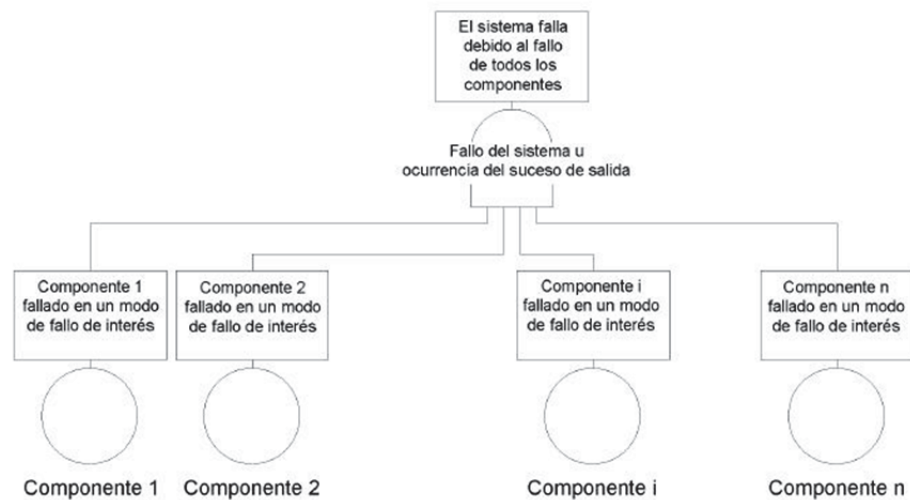 El sistema falla
debido al fallo
de todos los
componentes
Fallo del sistema u
ocurrencia del suceso de salida
Componente 1
fallado en un modo
de fallo de interés
Componente 2
fallado en un modo
de fallo de interés
Componente i
fallado en un modo
de fallo de interés
Componente n
fallado en un modo
de fallo de interés
Componente 1
Componente 2
Componente i
Componente n